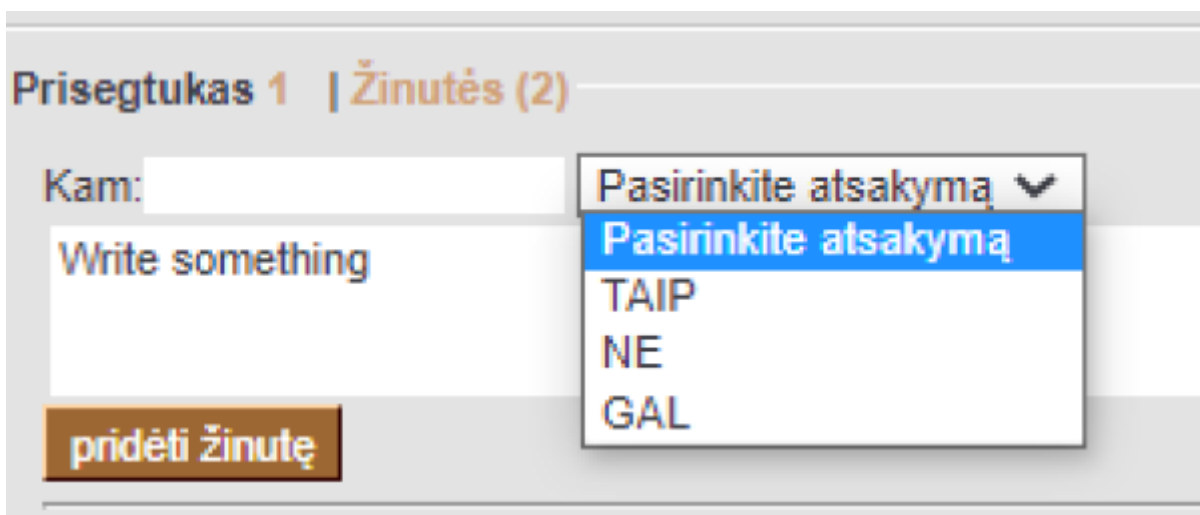 Prisegtukas 1 | Žinutės (2)
Kam: Pasirinkite atsakymą
Write something
Pasirinkite atsakymą
TAIP
NE
GAL
pridėti žinutę